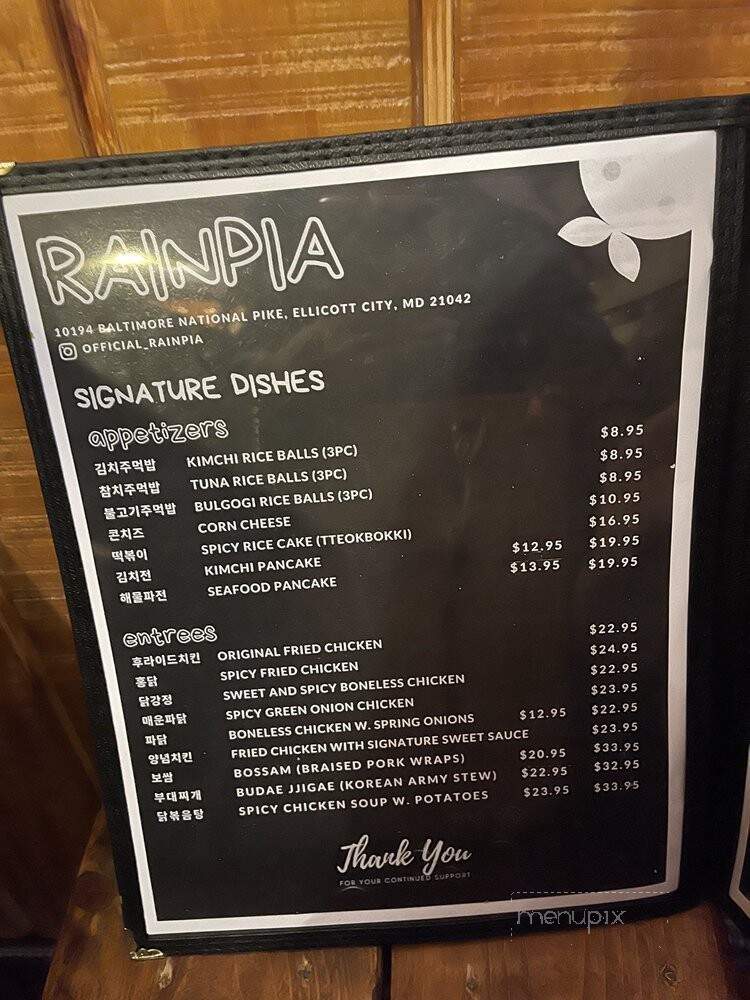 RAINPIA
10194 BALTIMORE NATIONAL PIKE, ELLICOTT CITY, MD 21042
OFFICIAL_RAINPIA
SIGNATURE DISHES
appetizers
김치주먹밥 KIMCHI RICE BALLS (3PC) $8.95
참치주먹밥 TUNA RICE BALLS (3PC) $8.95
불고기주먹밥 BULGOGI RICE BALLS (3PC) $8.95
콘치즈 CORN CHEESE $10.95
떡볶이 SPICY RICE CAKE (TTEOKBOKKI) $16.95
김치전 KIMCHI PANCAKE $12.95 $19.95
해물파전 SEAFOOD PANCAKE $13.95 $19.95
entrees
후라이드치킨 ORIGINAL FRIED CHICKEN $22.95
홍닭 SPICY FRIED CHICKEN $24.95
닭강정 SWEET AND SPICY BONELESS CHICKEN $22.95
매운파닭 SPICY GREEN ONION CHICKEN $23.95
파닭 BONELESS CHICKEN W. SPRING ONIONS $12.95 $22.95
양념치킨 FRIED CHICKEN WITH SIGNATURE SWEET SAUCE $23.95
보쌈 BOSSAM (BRAISED PORK WRAPS) $20.95 $33.95
부대찌개 BUDAE JJIGAE (KOREAN ARMY STEW) $22.95 $32.95
닭볶음탕 SPICY CHICKEN SOUP W. POTATOES $23.95 $33.95
Thank You
FOR YOUR CONTINUED SUPPORT
menupix